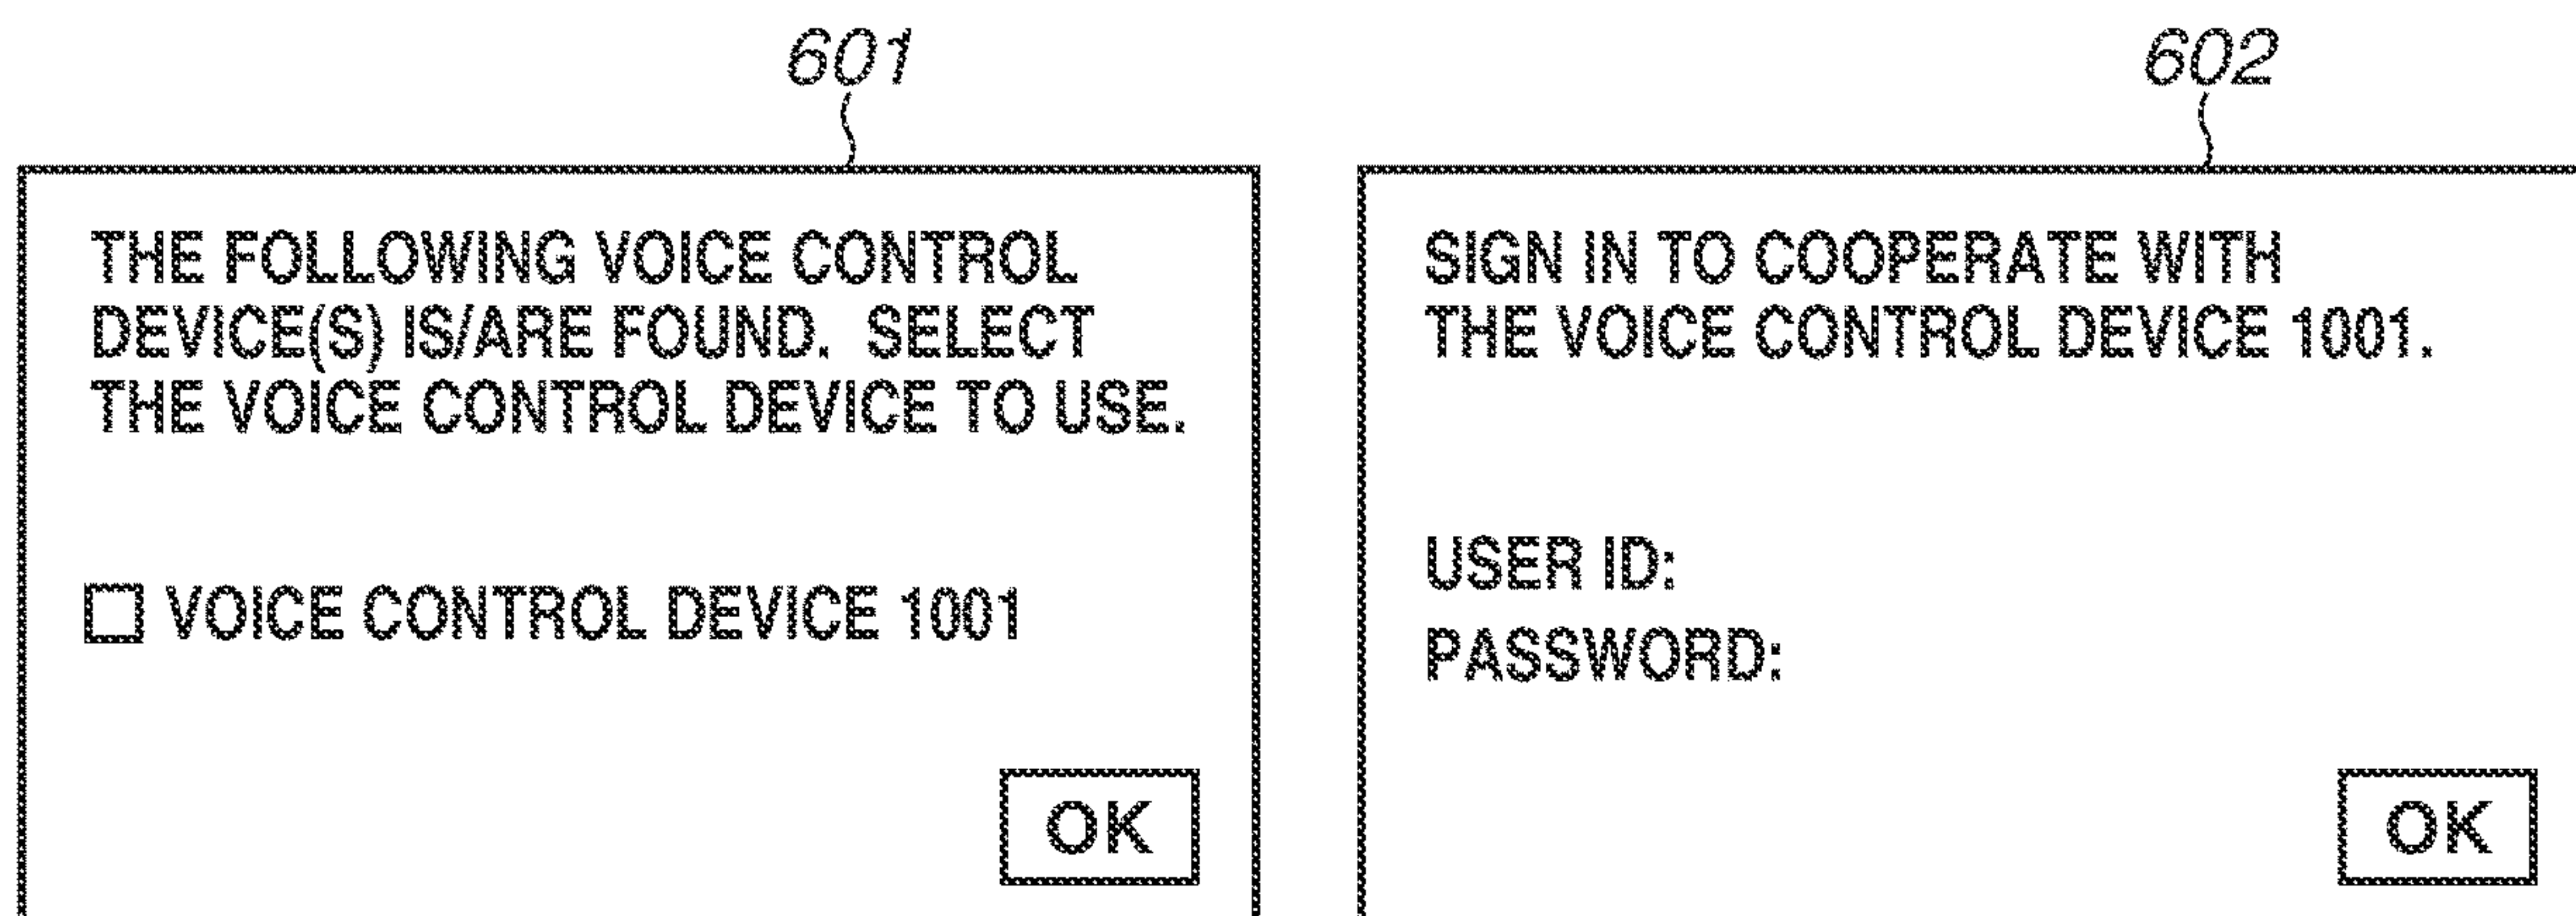 601
THE FOLLOWING VOICE CONTROL
DEVICE(S) IS/ARE FOUND. SELECT
THE VOICE CONTROL DEVICE TO USE.
VOICE CONTROL DEVICE 1001
OK
602
SIGN IN TO COOPERATE WITH
THE VOICE CONTROL DEVICE 1001.
USER ID:
PASSWORD:
OK